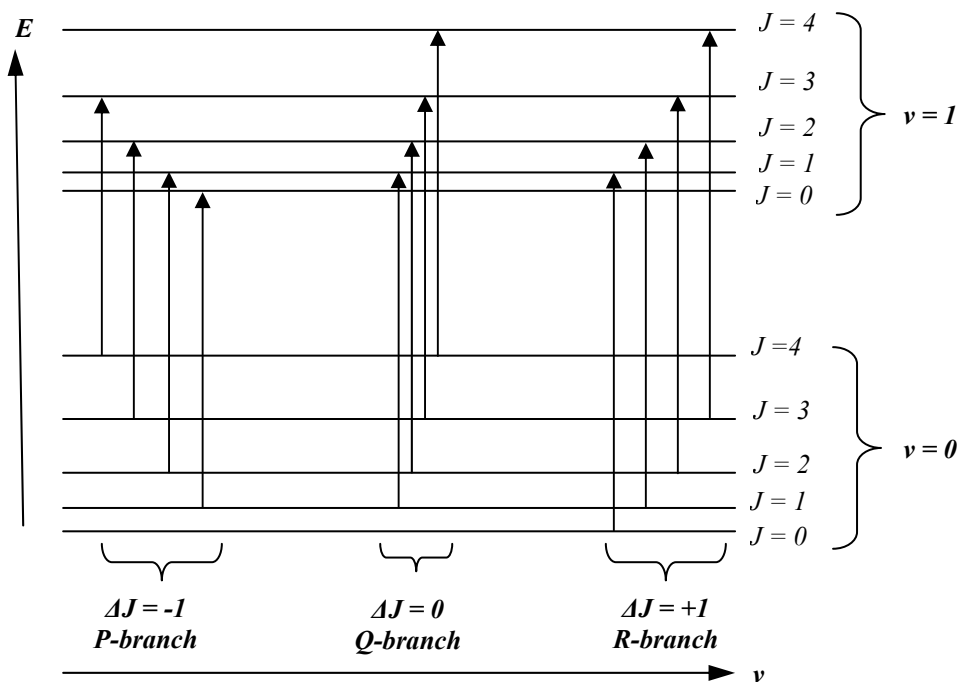 E
J = 4
J = 3
J = 2
J = 1
J = 0
v = 1
J =4
J = 3
J = 2
J = 1
J = 0
v = 0
ΔJ = -1
P-branch
ΔJ = 0
Q-branch
ΔJ = +1
R-branch
ν